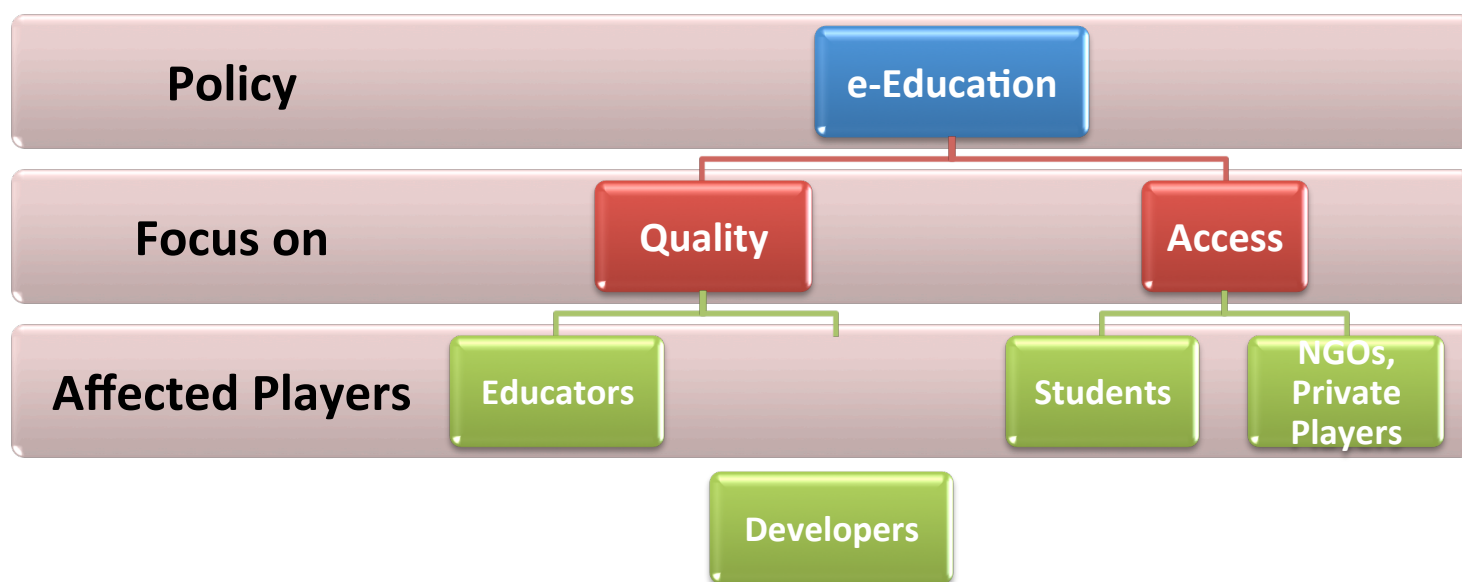 Policy
e-Education
Focus on
Quality
Access
Affected Players
Educators
Students
NGOs,
Private
Players
Developers